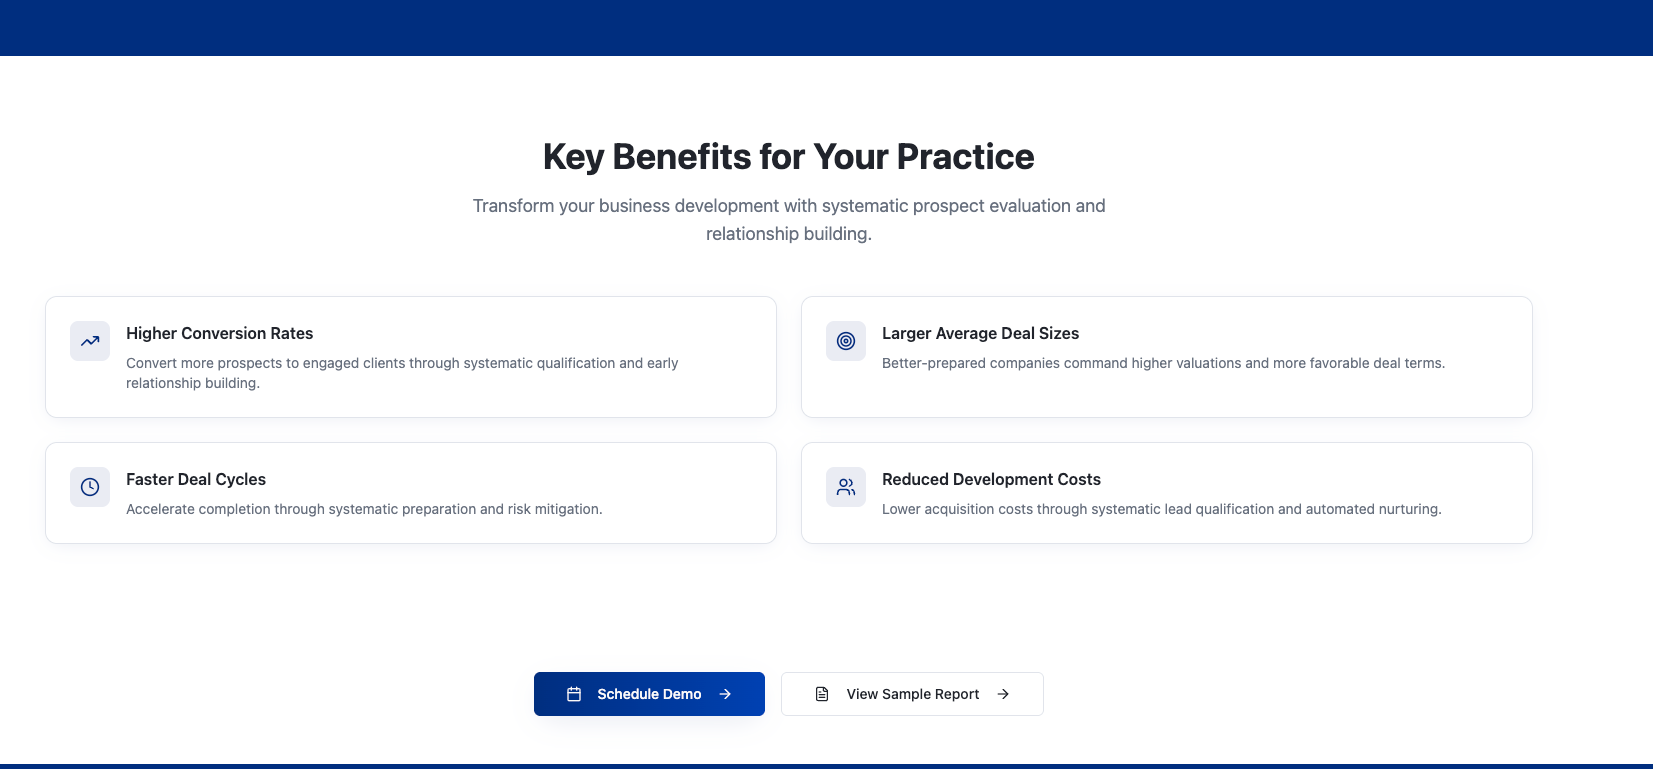 Key Benefits for Your Practice
Transform your business development with systematic prospect evaluation and
relationship building.
Higher Conversion Rates
Convert more prospects to engaged clients through systematic qualification and early
relationship building.
Larger Average Deal Sizes
Better-prepared companies command higher valuations and more favorable deal terms.
Faster Deal Cycles
Accelerate completion through systematic preparation and risk mitigation.
Reduced Development Costs
Lower acquisition costs through systematic lead qualification and automated nurturing.
Schedule Demo
View Sample Report